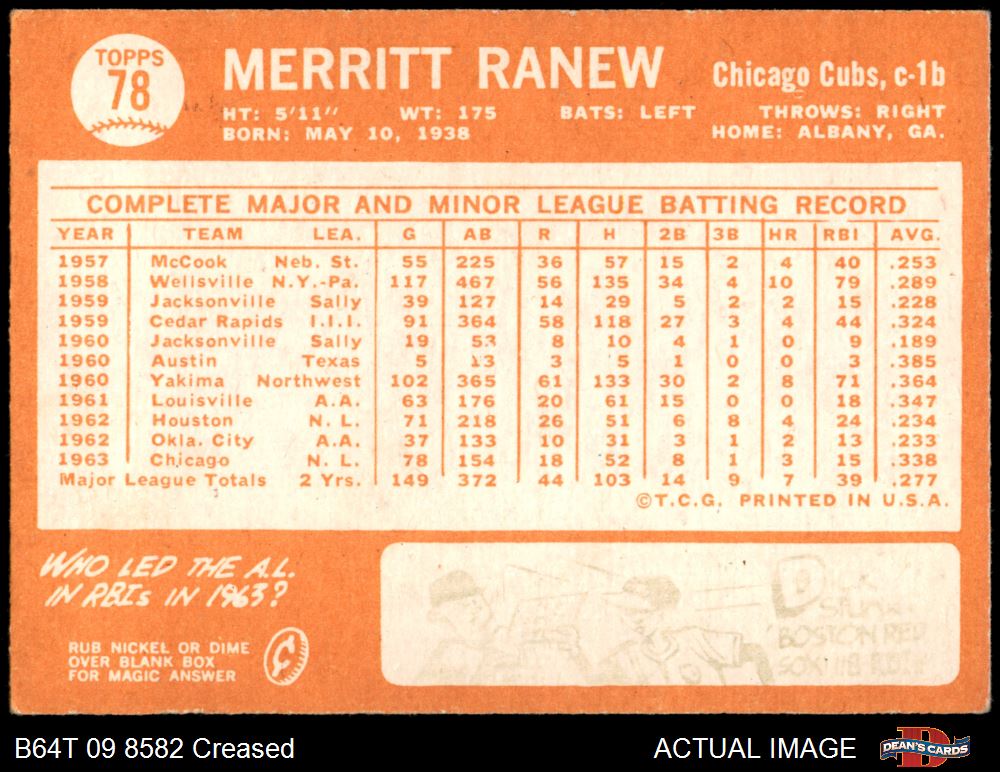 TOPPS
78
MERRITT RANEW
Chicago Cubs, c-1b
HT: 5'11" WT: 175 BATS: LEFT THROWS: RIGHT
BORN: MAY 10, 1938 HOME: ALBANY, GA.
COMPLETE MAJOR AND MINOR LEAGUE BATTING RECORD
YEAR TEAM LEA. G AB R H 2B 3B HR RBI AVG.
1957 McCook Neb. St. 55 225 36 57 15 2 4 40 .253
1958 Wellsville N.Y.-Pa. 117 467 56 135 34 4 10 79 .289
1959 Jacksonville Sally 39 127 14 29 5 2 2 15 .228
1959 Cedar Rapids I.I.I. 91 364 58 118 27 3 4 44 .324
1960 Jacksonville Sally 19 53 8 10 4 1 0 9 .189
1960 Austin Texas 5 13 3 5 1 0 0 3 .385
1960 Yakima Northwest 102 365 61 133 30 2 8 71 .364
1961 Louisville A.A. 63 176 20 61 15 0 0 18 .347
1962 Houston N. L. 71 218 26 51 6 8 4 24 .234
1962 Okla. City A.A. 37 133 10 31 3 1 2 13 .233
1963 Chicago N. L. 78 154 18 52 8 1 3 15 .338
Major League Totals 2 Yrs. 149 372 44 103 14 9 7 39 .277
©T.C.G. PRINTED IN U.S.A.
WHO LED THE A.L.
IN RBIs IN 1963?
RUB NICKEL OR DIME
OVER BLANK BOX
FOR MAGIC ANSWER
BOSTON RED
SOX 118 RBI
B64T 09 8582 Creased
ACTUAL IMAGE
DEAN'S CARDS